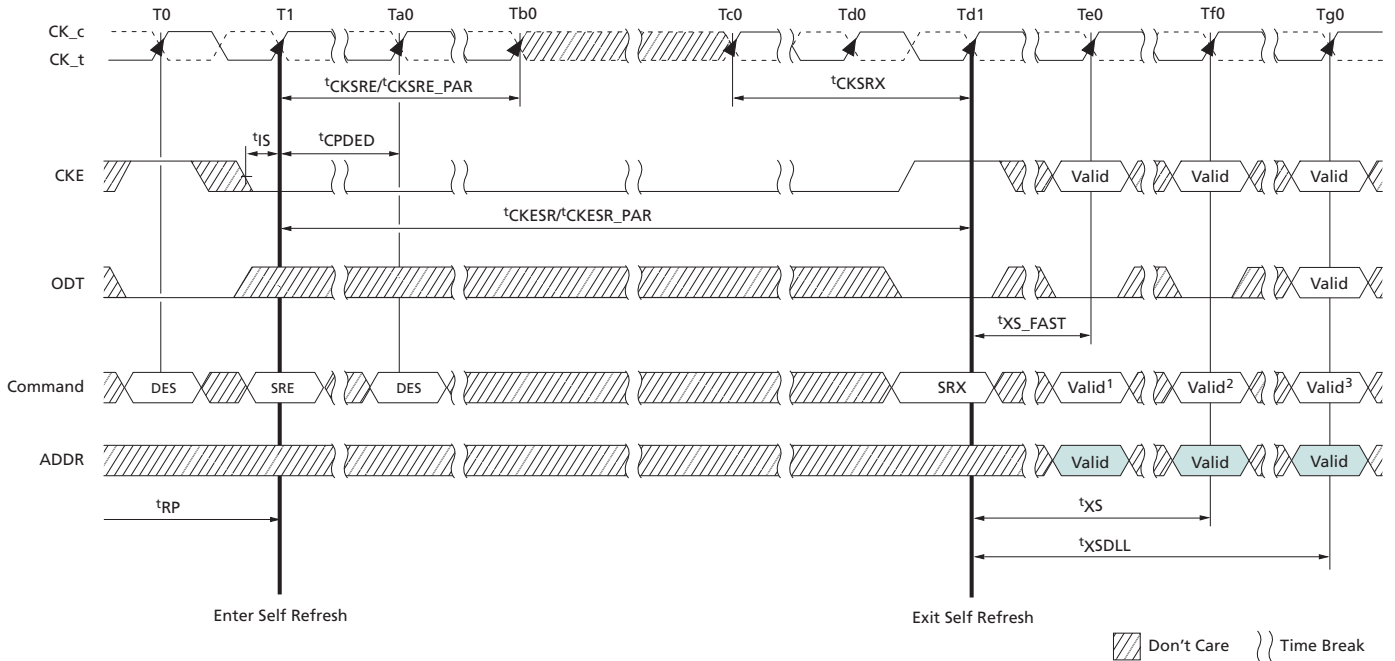 T0 T1 Ta0 Tb0 Tc0 Td0 Td1 Te0 Tf0 Tg0
CK_c
CK_t
tCKSRE/tCKSRE_PAR tCKSRX
tIS tCPDED
CKE Valid Valid Valid
tCKESR/tCKESR_PAR
ODT Valid
tXS_FAST
Command DES SRE DES SRX Valid1 Valid2 Valid3
ADDR Valid Valid Valid
tRP tXS
tXSDLL
Enter Self Refresh Exit Self Refresh
Don't Care Time Break